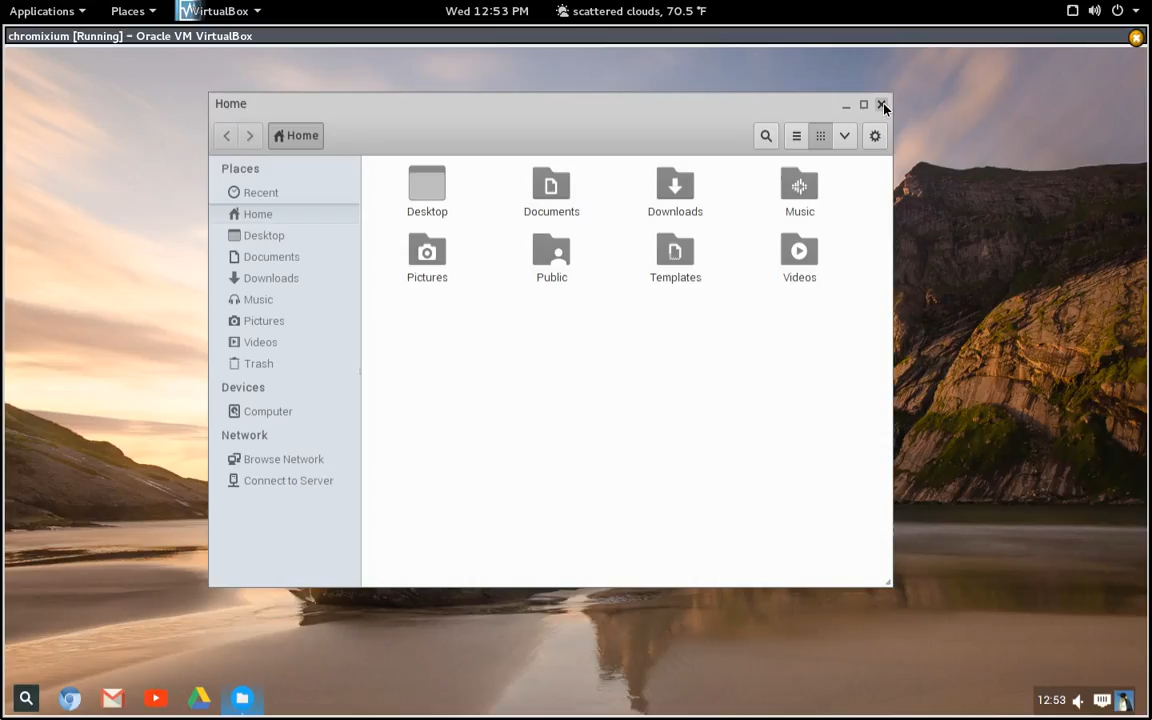 Applications Places VirtualBox Wed 12:53 PM scattered clouds, 70.5 °F
chromixium [Running] - Oracle VM VirtualBox
Home
Home
Places
Recent
Home
Desktop
Documents
Downloads
Music
Pictures
Videos
Trash
Devices
Computer
Network
Browse Network
Connect to Server
Desktop Documents Downloads Music
Pictures Public Templates Videos
12:53